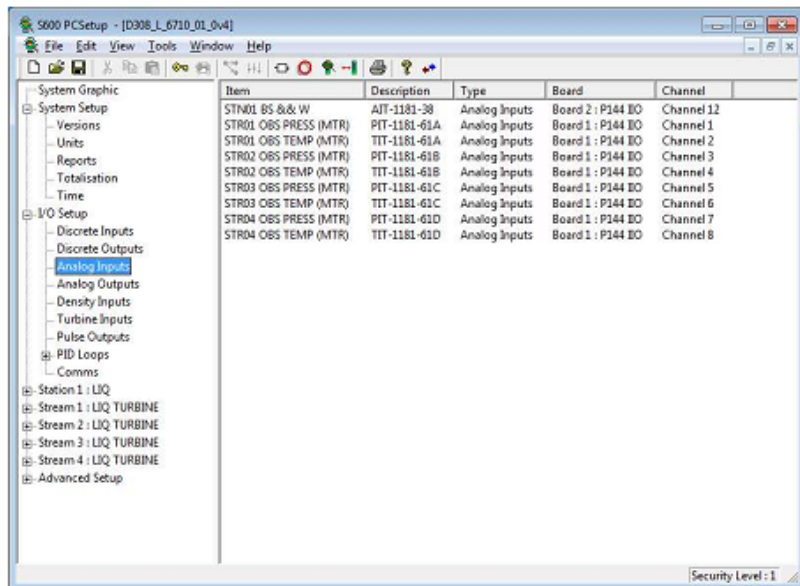 S600 PCSetup - [D308_L_6710_01_0v4]
File Edit View Tools Window Help
System Graphic
System Setup
Versions
Units
Reports
Totalisation
Time
I/O Setup
Discrete Inputs
Discrete Outputs
Analog Inputs
Analog Outputs
Density Inputs
Turbine Inputs
Pulse Outputs
PID Loops
Comms
Station 1 : LIQ
Stream 1 : LIQ TURBINE
Stream 2 : LIQ TURBINE
Stream 3 : LIQ TURBINE
Stream 4 : LIQ TURBINE
Advanced Setup
Item Description Type Board Channel
STN01 BS && W AIT-1181-38 Analog Inputs Board 2 : P144 IIO Channel 12
STR01 OBS PRESS (MTR) PIT-1181-61A Analog Inputs Board 1 : P144 IIO Channel 1
STR01 OBS TEMP (MTR) TIT-1181-61A Analog Inputs Board 1 : P144 IIO Channel 2
STR02 OBS PRESS (MTR) PIT-1181-61B Analog Inputs Board 1 : P144 IIO Channel 3
STR02 OBS TEMP (MTR) TIT-1181-61B Analog Inputs Board 1 : P144 IIO Channel 4
STR03 OBS PRESS (MTR) PIT-1181-61C Analog Inputs Board 1 : P144 IIO Channel 5
STR03 OBS TEMP (MTR) TIT-1181-61C Analog Inputs Board 1 : P144 IIO Channel 6
STR04 OBS PRESS (MTR) PIT-1181-61D Analog Inputs Board 1 : P144 IIO Channel 7
STR04 OBS TEMP (MTR) TIT-1181-61D Analog Inputs Board 1 : P144 IIO Channel 8
Security Level : 1